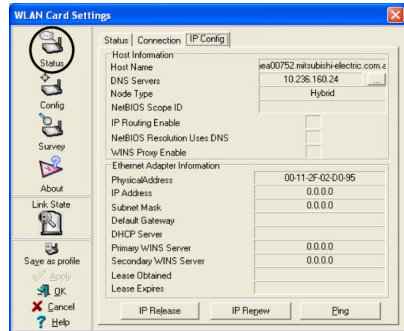 WLAN Card Settings
Status
Config
Survey
About
Link State
Save as profile
Apply
OK
Cancel
Help
Status
Connection
IP Config
Host Information
Host Name
ea00752.mitsubishi-electric.com.a
DNS Servers
10.236.160.24
...
Node Type
Hybrid
NetBIOS Scope ID
IP Routing Enable
NetBIOS Resolution Uses DNS
WINS Proxy Enable
Ethernet Adapter Information
PhysicalAddress
00-11-2F-02-D0-95
IP Address
0.0.0.0
Subnet Mask
0.0.0.0
Default Gateway
DHCP Server
Primary WINS Server
0.0.0.0
Secondary WINS Server
0.0.0.0
Lease Obtained
Lease Expires
IP Release
IP Renew
Ping